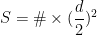 S = # × (d/2)²